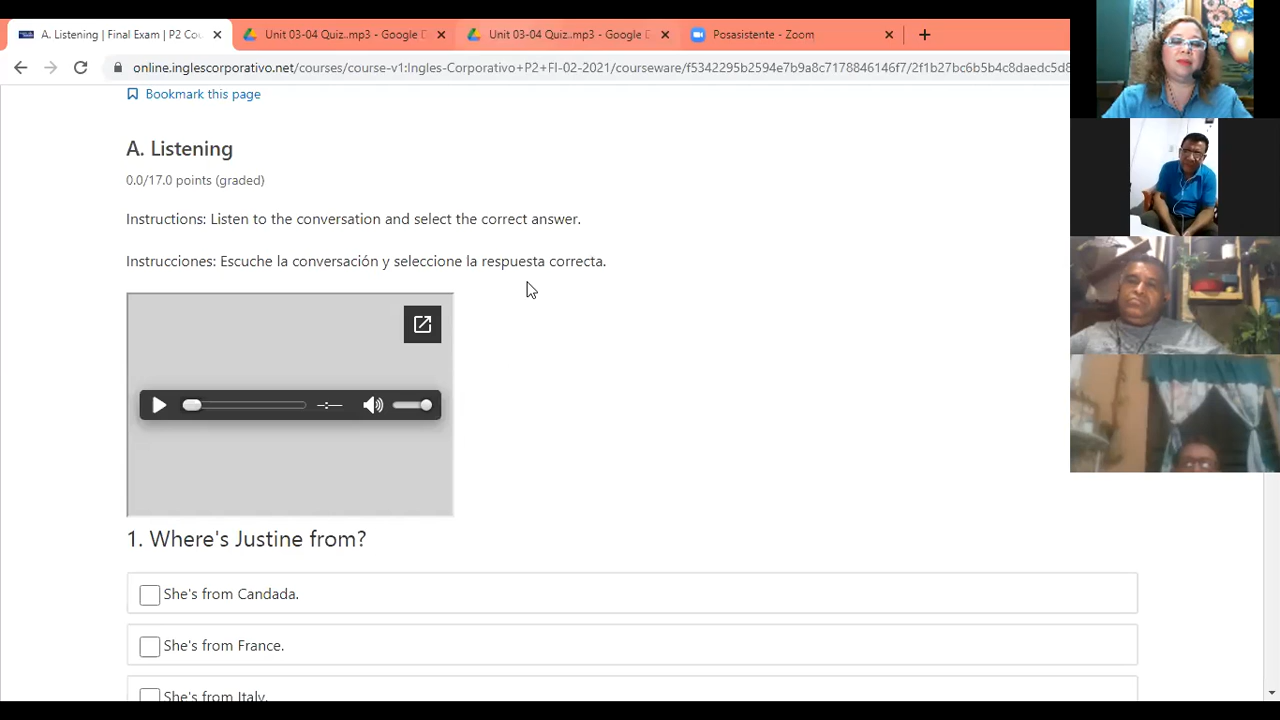 A. Listening | Final Exam | P2 Co
Unit 03-04 Quiz..mp3 - Google D
Unit 03-04 Quiz..mp3 - Google D
Posasistente - Zoom
online.inglescorporativo.net/courses/course-v1:Ingles-Corporativo+P2+FI-02-2021/courseware/f5342295b2594e7b9a8c7178846146f7/2f1b27bc6b5b4c8daedc5d8
Bookmark this page
A. Listening
0.0/17.0 points (graded)
Instructions: Listen to the conversation and select the correct answer.
Instrucciones: Escuche la conversación y seleccione la respuesta correcta.
-:--
1. Where's Justine from?
She's from Candada.
She's from France.
She's from Italy.